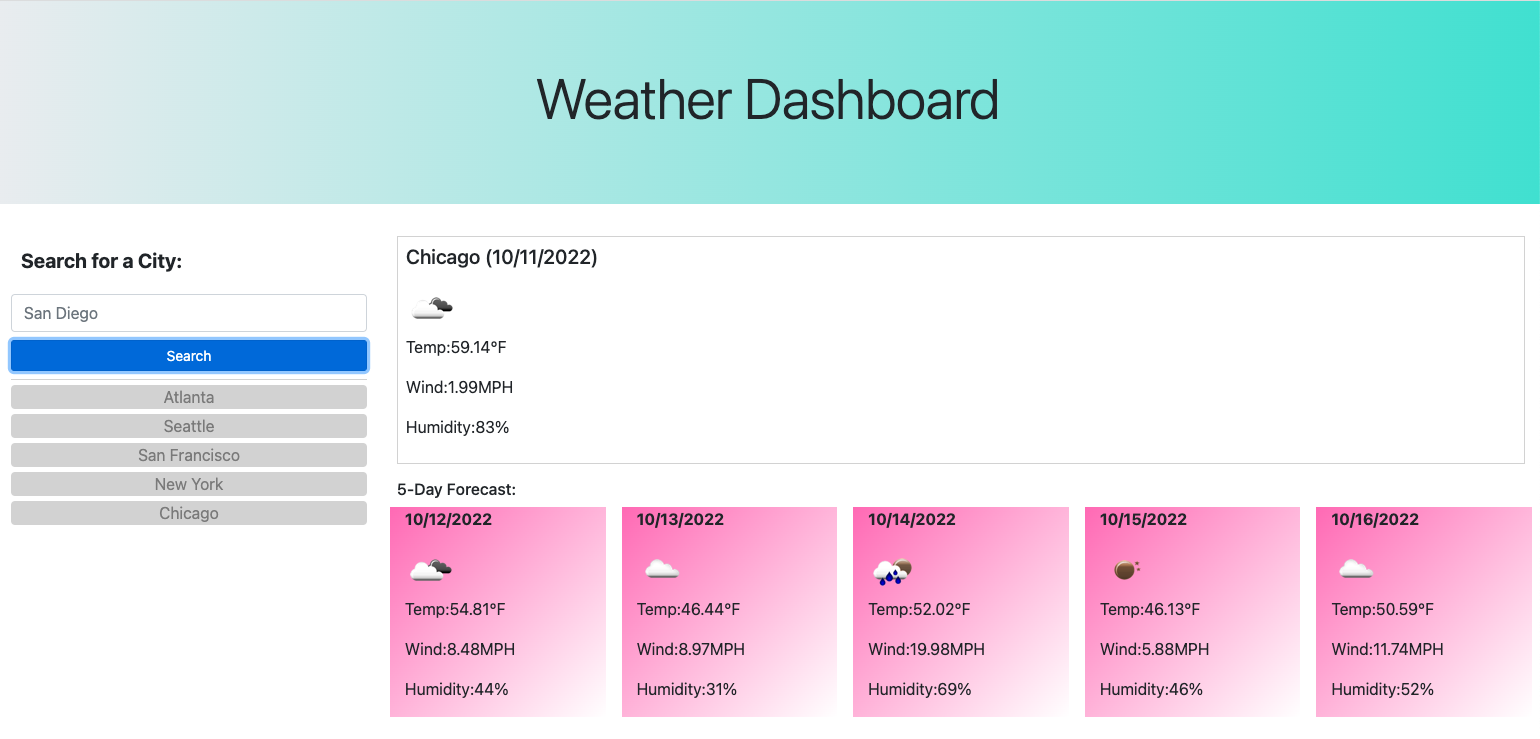 Weather Dashboard
Search for a City:
San Diego
Search
Atlanta
Seattle
San Francisco
New York
Chicago
Chicago (10/11/2022)
Temp:59.14°F
Wind:1.99MPH
Humidity:83%
5-Day Forecast:
10/12/2022
Temp:54.81°F
Wind:8.48MPH
Humidity:44%
10/13/2022
Temp:46.44°F
Wind:8.97MPH
Humidity:31%
10/14/2022
Temp:52.02°F
Wind:19.98MPH
Humidity:69%
10/15/2022
Temp:46.13°F
Wind:5.88MPH
Humidity:46%
10/16/2022
Temp:50.59°F
Wind:11.74MPH
Humidity:52%